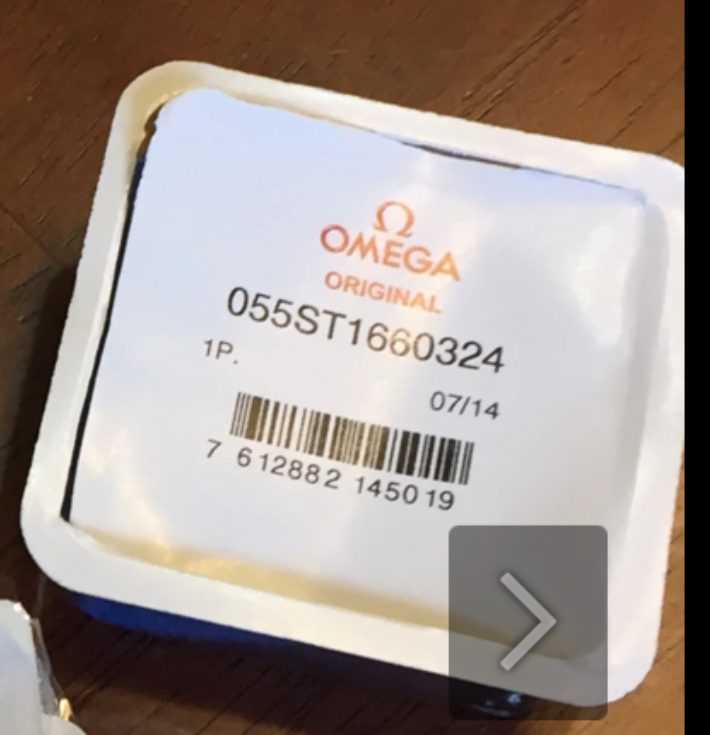 Ω
OMEGA
ORIGINAL
055ST1660324
1P.
07/14
7 612882 145019